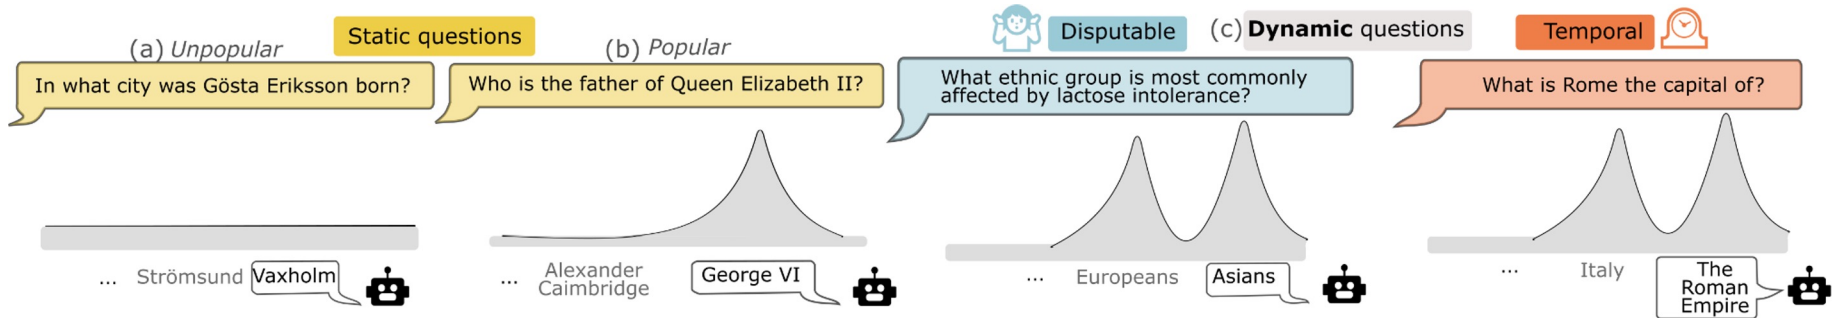 Static questions
(a) Unpopular
In what city was Gösta Eriksson born?
... Strömsund
Vaxholm
(b) Popular
Who is the father of Queen Elizabeth II?
... Alexander
Caimbridge
George VI
Disputable
(c) Dynamic questions
Temporal
What ethnic group is most commonly
affected by lactose intolerance?
... Europeans
Asians
What is Rome the capital of?
... Italy
The
Roman
Empire